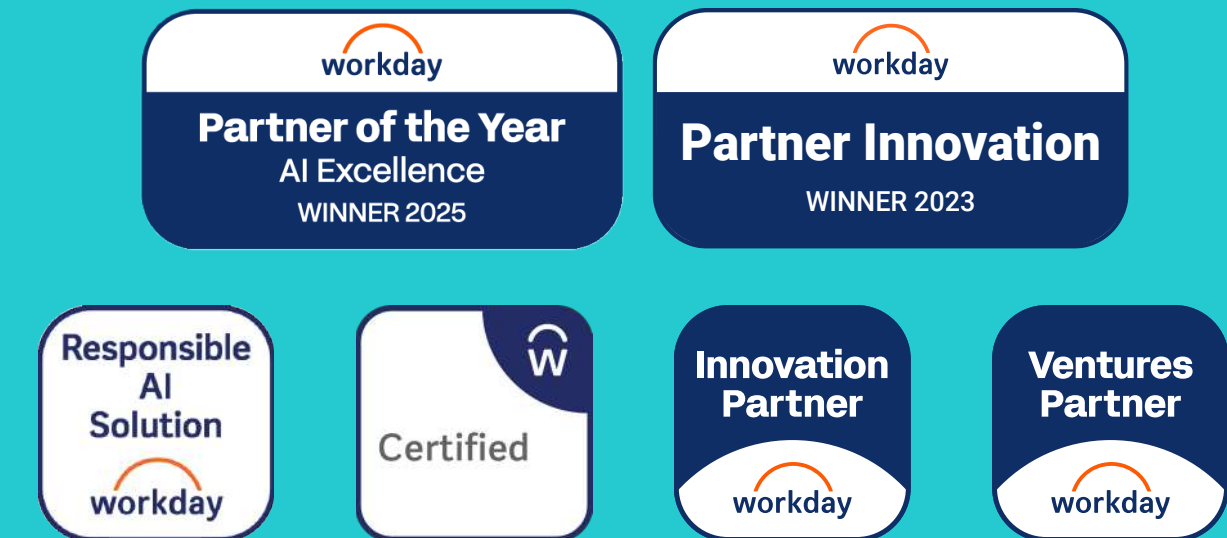 workday
Partner of the Year
AI Excellence
WINNER 2025
workday
Partner Innovation
WINNER 2023
Responsible
AI
Solution
workday
w
Certified
Innovation
Partner
workday
Ventures
Partner
workday